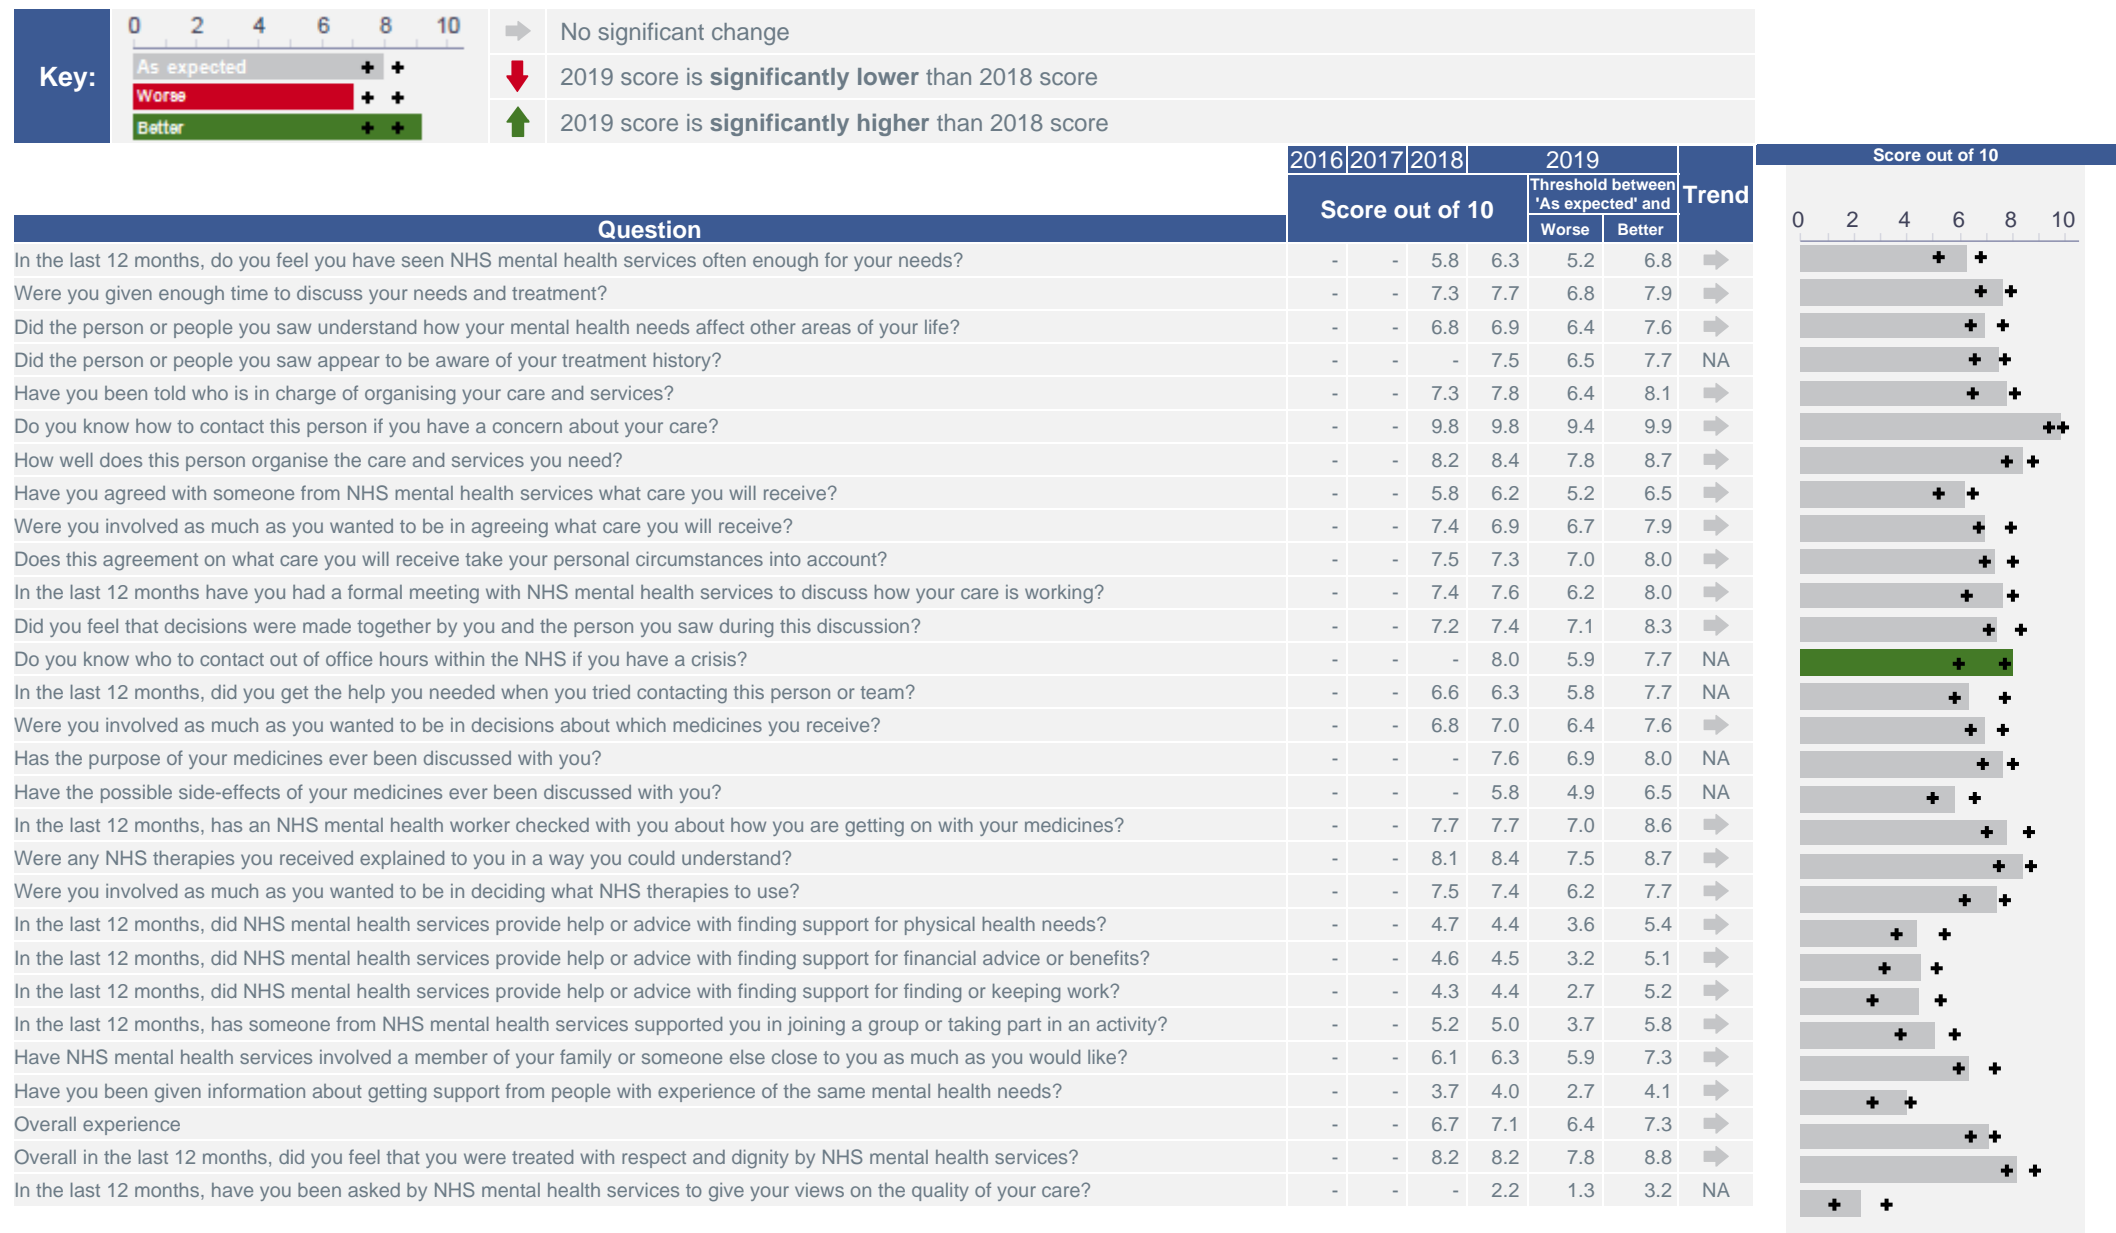 Key:
0 2 4 6 8 10
As expected
Worse
Better
No significant change
2019 score is significantly lower than 2018 score
2019 score is significantly higher than 2018 score
2016 2017 2018 2019 Trend Score out of 10
Score out of 10 Threshold between 'As expected' and
Question Worse Better
0 2 4 6 8 10
In the last 12 months, do you feel you have seen NHS mental health services often enough for your needs? - - 5.8 6.3 5.2 6.8
Were you given enough time to discuss your needs and treatment? - - 7.3 7.7 6.8 7.9
Did the person or people you saw understand how your mental health needs affect other areas of your life? - - 6.8 6.9 6.4 7.6
Did the person or people you saw appear to be aware of your treatment history? - - - 7.5 6.5 7.7 NA
Have you been told who is in charge of organising your care and services? - - 7.3 7.8 6.4 8.1
Do you know how to contact this person if you have a concern about your care? - - 9.8 9.8 9.4 9.9
How well does this person organise the care and services you need? - - 8.2 8.4 7.8 8.7
Have you agreed with someone from NHS mental health services what care you will receive? - - 5.8 6.2 5.2 6.5
Were you involved as much as you wanted to be in agreeing what care you will receive? - - 7.4 6.9 6.7 7.9
Does this agreement on what care you will receive take your personal circumstances into account? - - 7.5 7.3 7.0 8.0
In the last 12 months have you had a formal meeting with NHS mental health services to discuss how your care is working? - - 7.4 7.6 6.2 8.0
Did you feel that decisions were made together by you and the person you saw during this discussion? - - 7.2 7.4 7.1 8.3
Do you know who to contact out of office hours within the NHS if you have a crisis? - - - 8.0 5.9 7.7 NA
In the last 12 months, did you get the help you needed when you tried contacting this person or team? - - 6.6 6.3 5.8 7.7 NA
Were you involved as much as you wanted to be in decisions about which medicines you receive? - - 6.8 7.0 6.4 7.6
Has the purpose of your medicines ever been discussed with you? - - - 7.6 6.9 8.0 NA
Have the possible side-effects of your medicines ever been discussed with you? - - - 5.8 4.9 6.5 NA
In the last 12 months, has an NHS mental health worker checked with you about how you are getting on with your medicines? - - 7.7 7.7 7.0 8.6
Were any NHS therapies you received explained to you in a way you could understand? - - 8.1 8.4 7.5 8.7
Were you involved as much as you wanted to be in deciding what NHS therapies to use? - - 7.5 7.4 6.2 7.7
In the last 12 months, did NHS mental health services provide help or advice with finding support for physical health needs? - - 4.7 4.4 3.6 5.4
In the last 12 months, did NHS mental health services provide help or advice with finding support for financial advice or benefits? - - 4.6 4.5 3.2 5.1
In the last 12 months, did NHS mental health services provide help or advice with finding support for finding or keeping work? - - 4.3 4.4 2.7 5.2
In the last 12 months, has someone from NHS mental health services supported you in joining a group or taking part in an activity? - - 5.2 5.0 3.7 5.8
Have NHS mental health services involved a member of your family or someone else close to you as much as you would like? - - 6.1 6.3 5.9 7.3
Have you been given information about getting support from people with experience of the same mental health needs? - - 3.7 4.0 2.7 4.1
Overall experience - - 6.7 7.1 6.4 7.3
Overall in the last 12 months, did you feel that you were treated with respect and dignity by NHS mental health services? - - 8.2 8.2 7.8 8.8
In the last 12 months, have you been asked by NHS mental health services to give your views on the quality of your care? - - - 2.2 1.3 3.2 NA